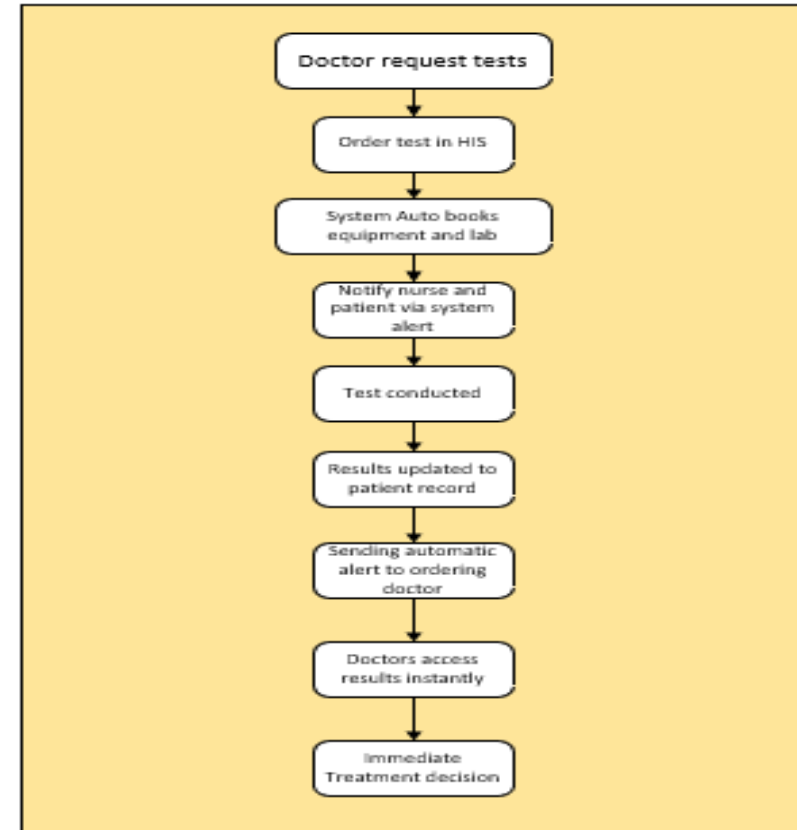 Doctor request tests
Order test in HIS
System Auto books
equipment and lab
Notify nurse and
patient via system
alert
Test conducted
Results updated to
patient record
Sending automatic
alert to ordering
doctor
Doctors access
results instantly
Immediate
Treatment decision